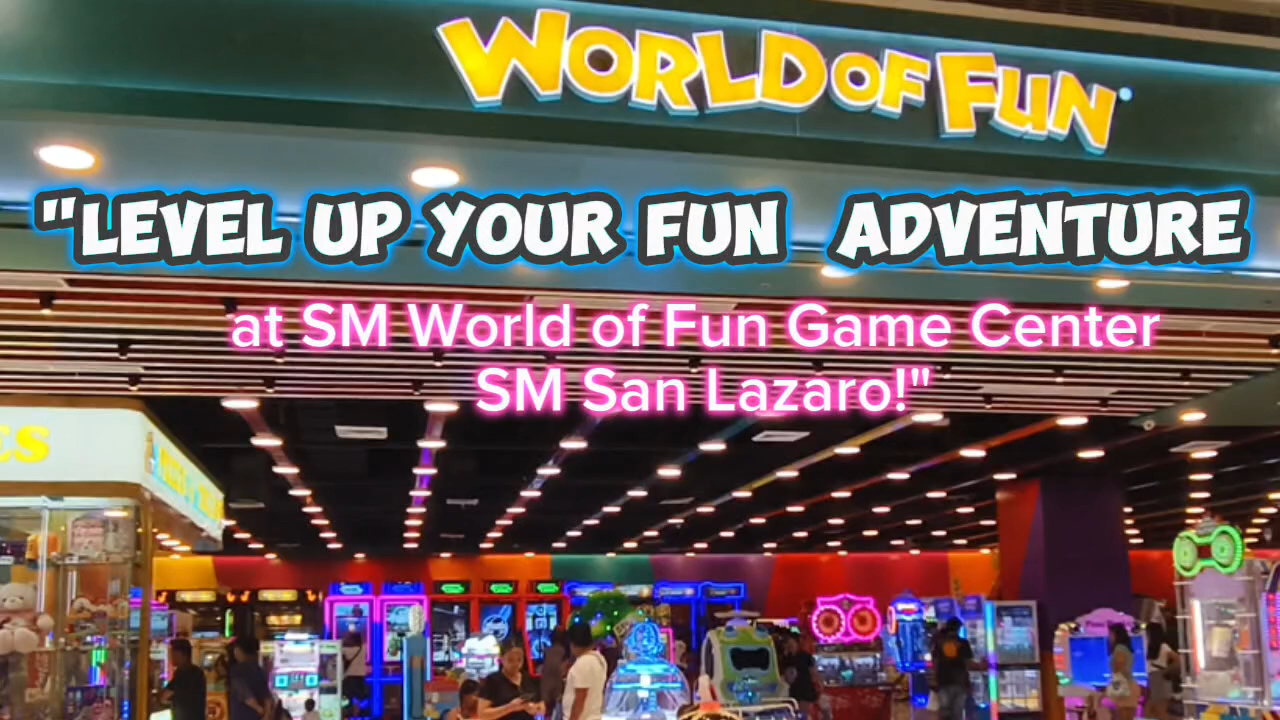 WORLD OF FUN
"LEVEL UP YOUR FUN ADVENTURE
at SM World of Fun Game Center
SM San Lazaro!"